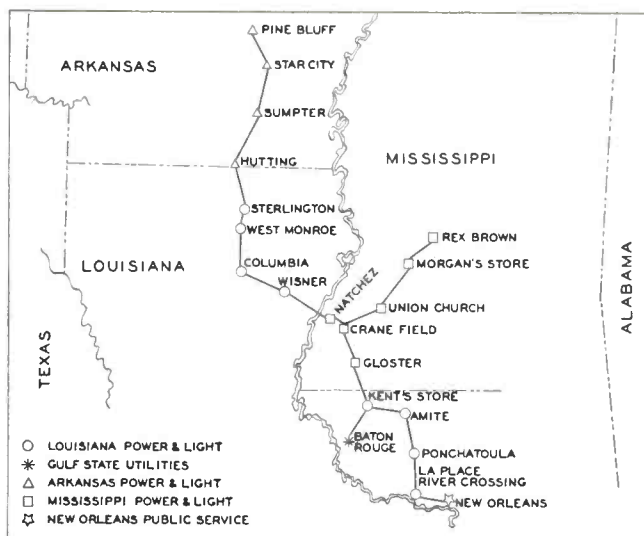 PINE BLUFF
ARKANSAS
STAR CITY
SUMPTER
MISSISSIPPI
HUTTING
STERLINGTON
WEST MONROE
REX BROWN
LOUISIANA
COLUMBIA
MORGAN'S STORE
WISNER
NATCHEZ
UNION CHURCH
ALABAMA
CRANE FIELD
TEXAS
GLOSTER
KENT'S STORE
AMITE
BATON
ROUGE
PONCHATOULA
LA PLACE
RIVER CROSSING
NEW ORLEANS
LOUISIANA POWER & LIGHT
GULF STATE UTILITIES
ARKANSAS POWER & LIGHT
MISSISSIPPI POWER & LIGHT
NEW ORLEANS PUBLIC SERVICE